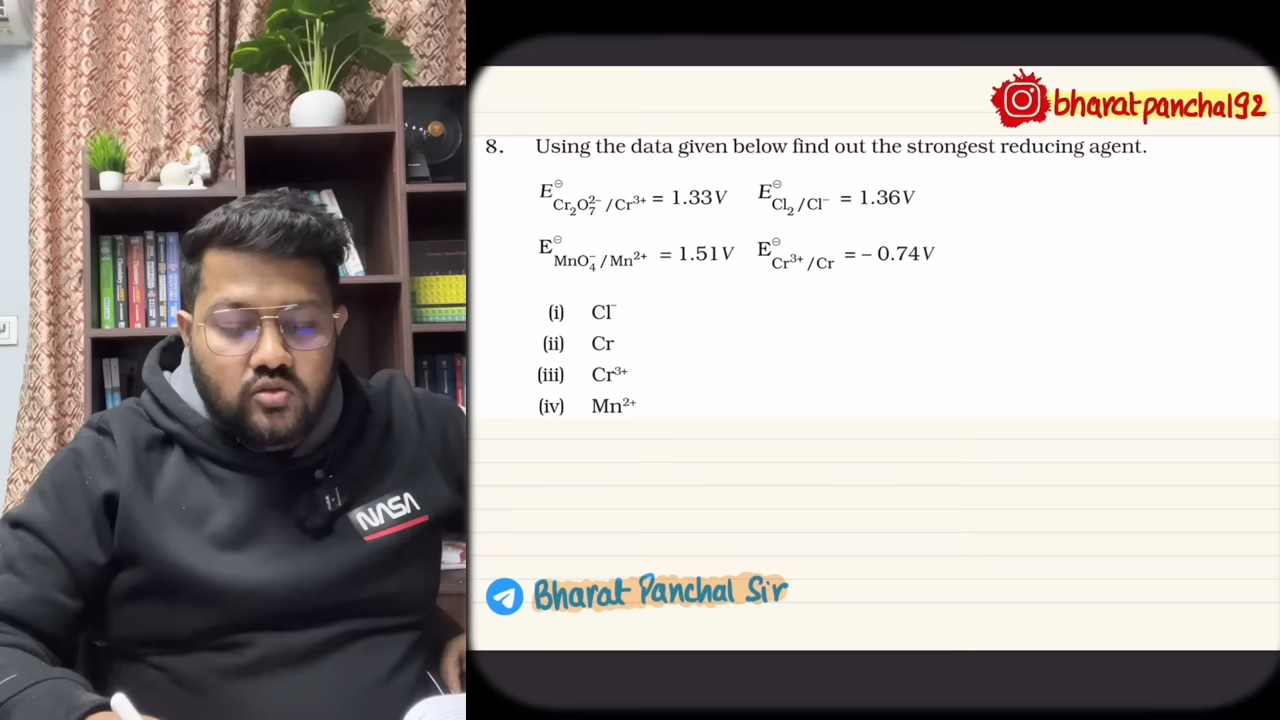 bharatpanchal92
8. Using the data given below find out the strongest reducing agent.
E⊖Cr₂O₇²⁻/Cr³⁺ = 1.33V E⊖Cl₂/Cl⁻ = 1.36V
E⊖MnO₄⁻/Mn²⁺ = 1.51V E⊖Cr³⁺/Cr = – 0.74V
(i) Cl⁻
(ii) Cr
(iii) Cr³⁺
(iv) Mn²⁺
NASA
Bharat Panchal Sir